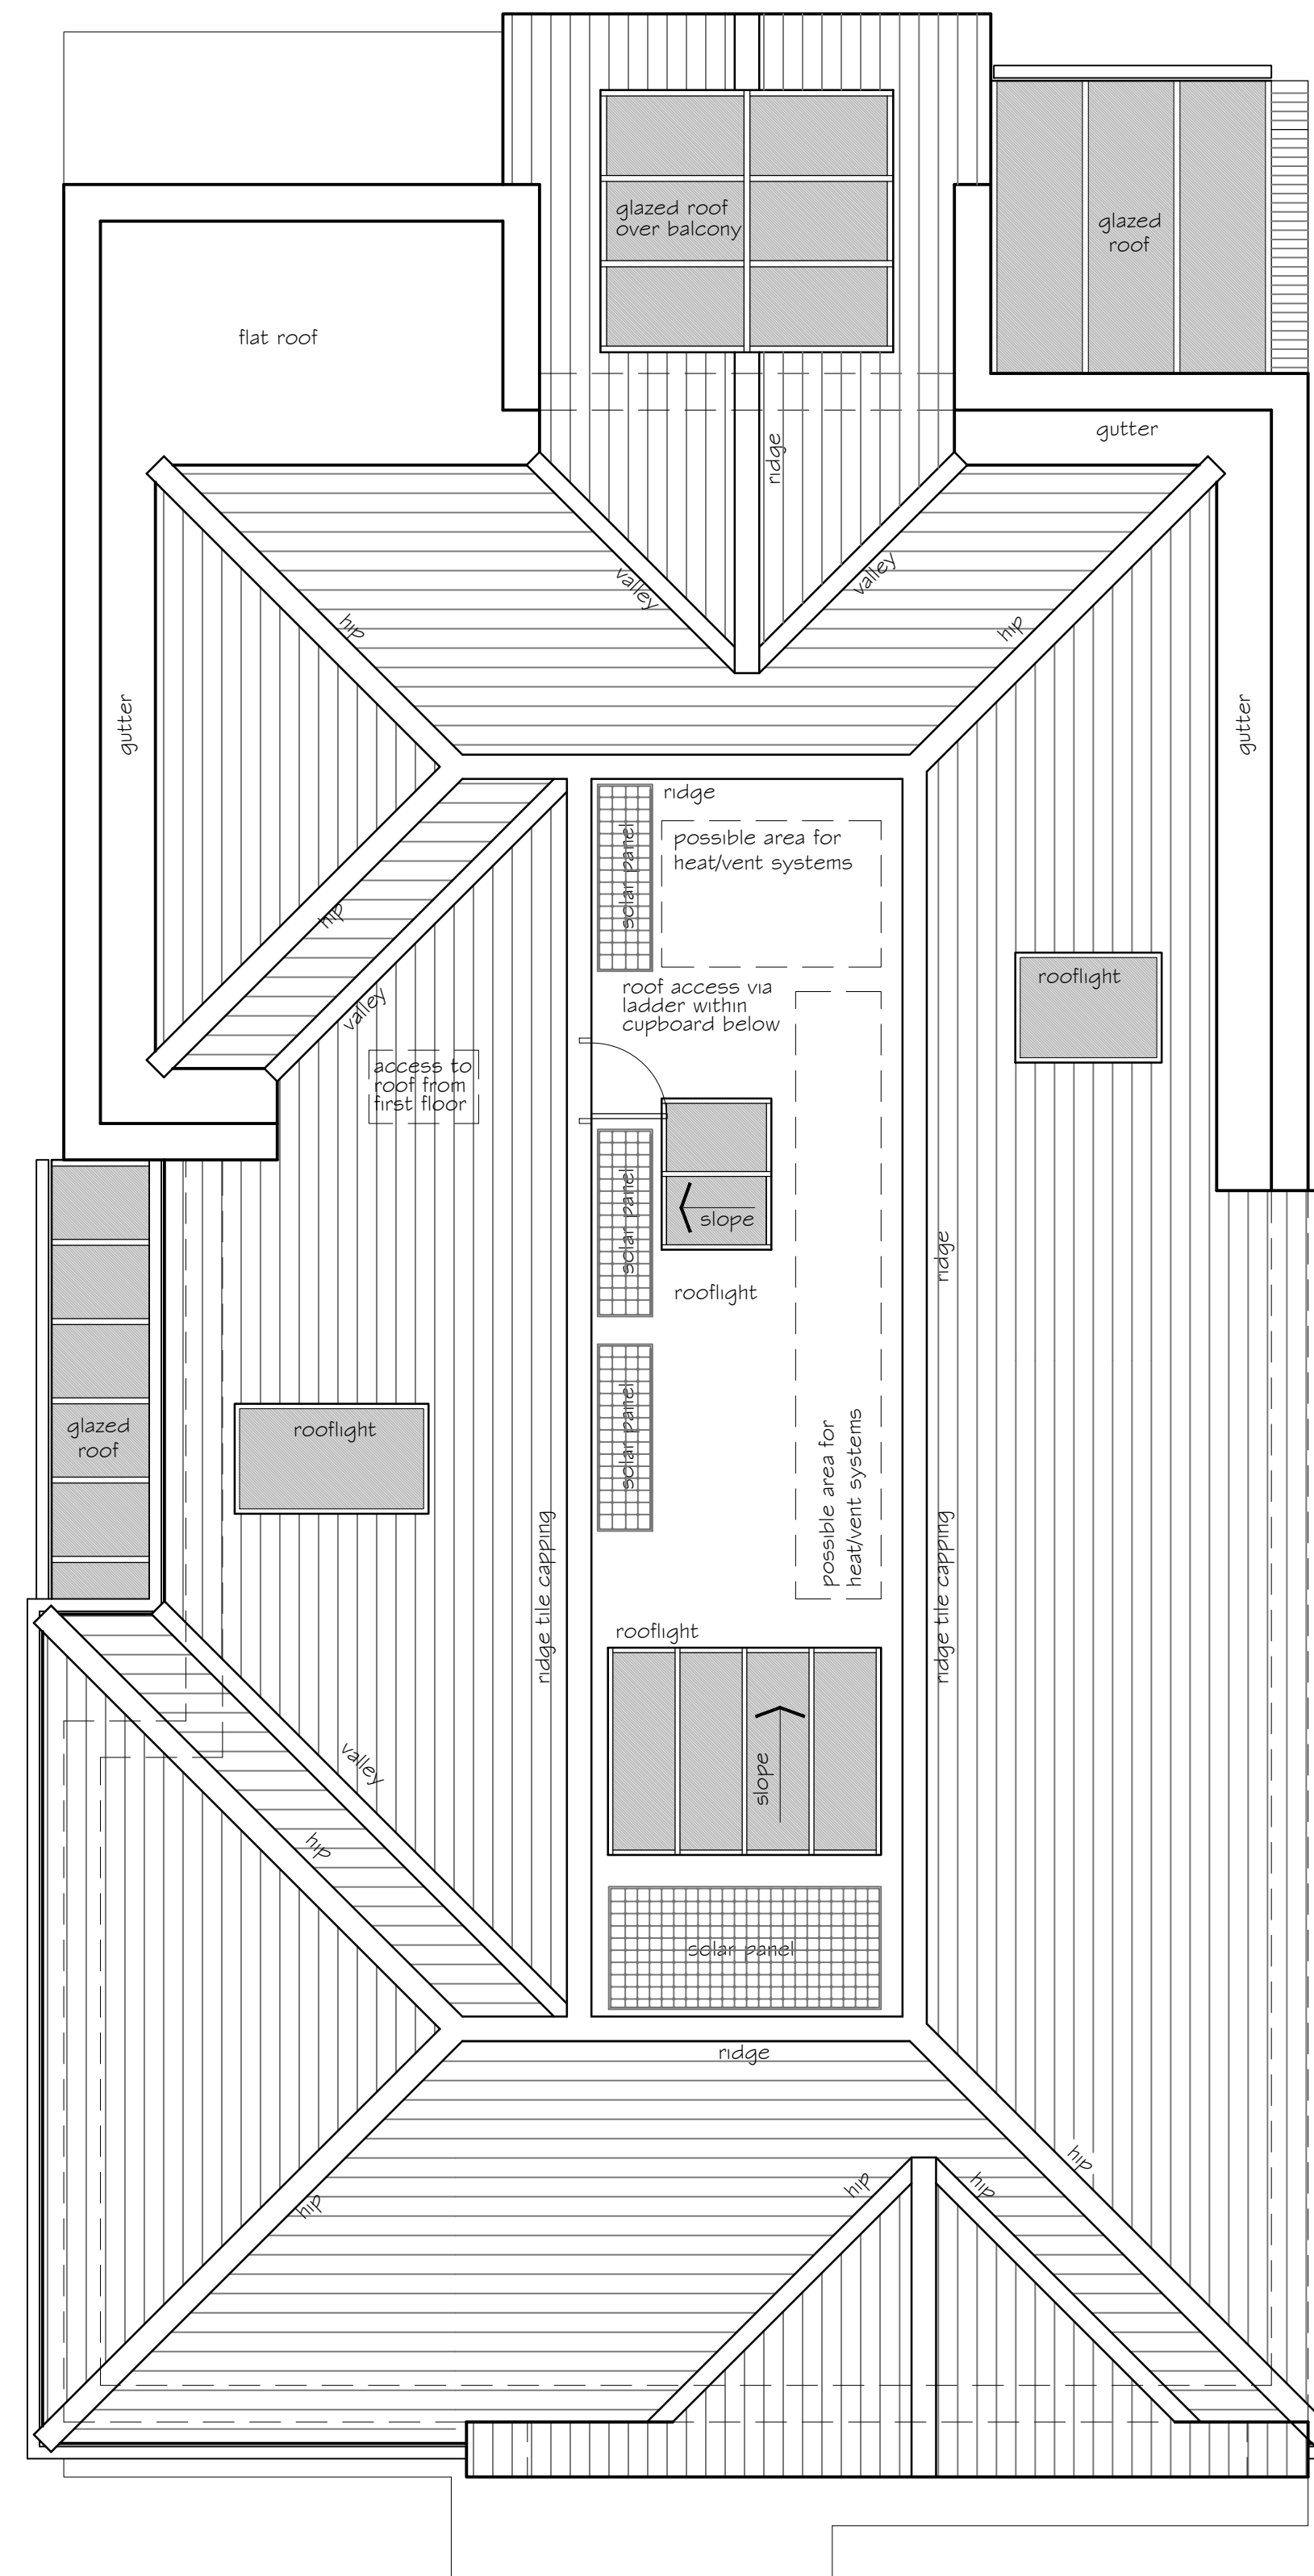 glazed roof
over balcony
glazed
roof
flat roof
gutter
ridge
valley
valley
hip
hip
gutter
gutter
ridge
solar panel
possible area for
heat/vent systems
hip
rooflight
roof access via
ladder within
cupboard below
valley
access to
roof from
first floor
solar panel
slope
ridge
rooflight
solar panel
glazed
roof
rooflight
possible area for
heat/vent systems
ridge tile capping
ridge tile capping
rooflight
valley
slope
hip
solar panel
ridge
hip
hip
hip
hip